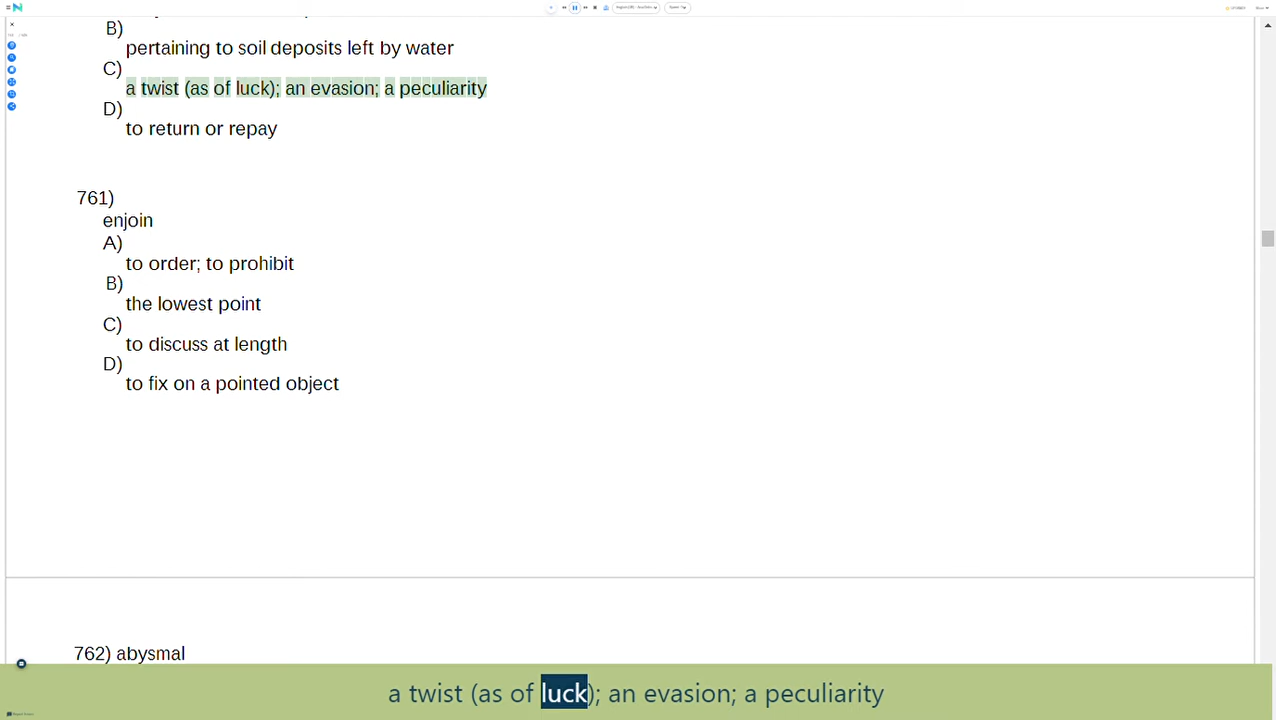 B)
pertaining to soil deposits left by water
C)
a twist (as of luck); an evasion; a peculiarity
D)
to return or repay
761)
enjoin
A)
to order; to prohibit
B)
the lowest point
C)
to discuss at length
D)
to fix on a pointed object
762) abysmal
a twist (as of luck); an evasion; a peculiarity